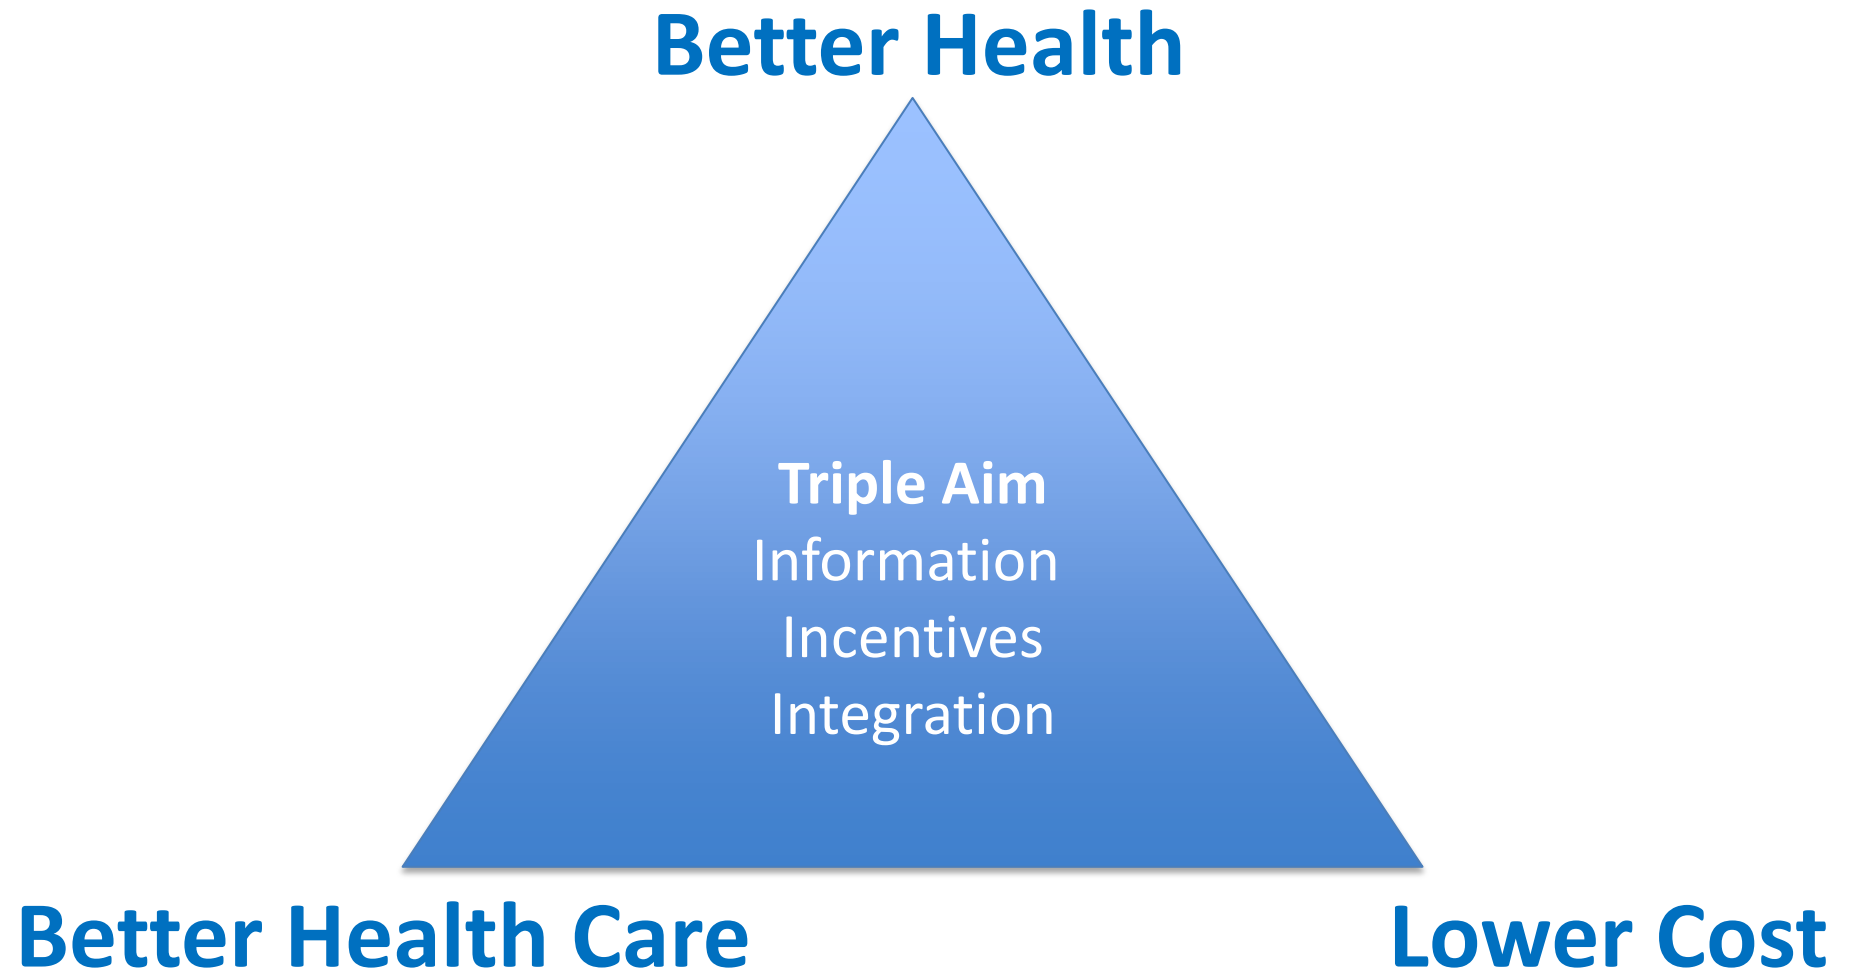 Better Health
Triple Aim
Information
Incentives
Integration
Better Health Care
Lower Cost